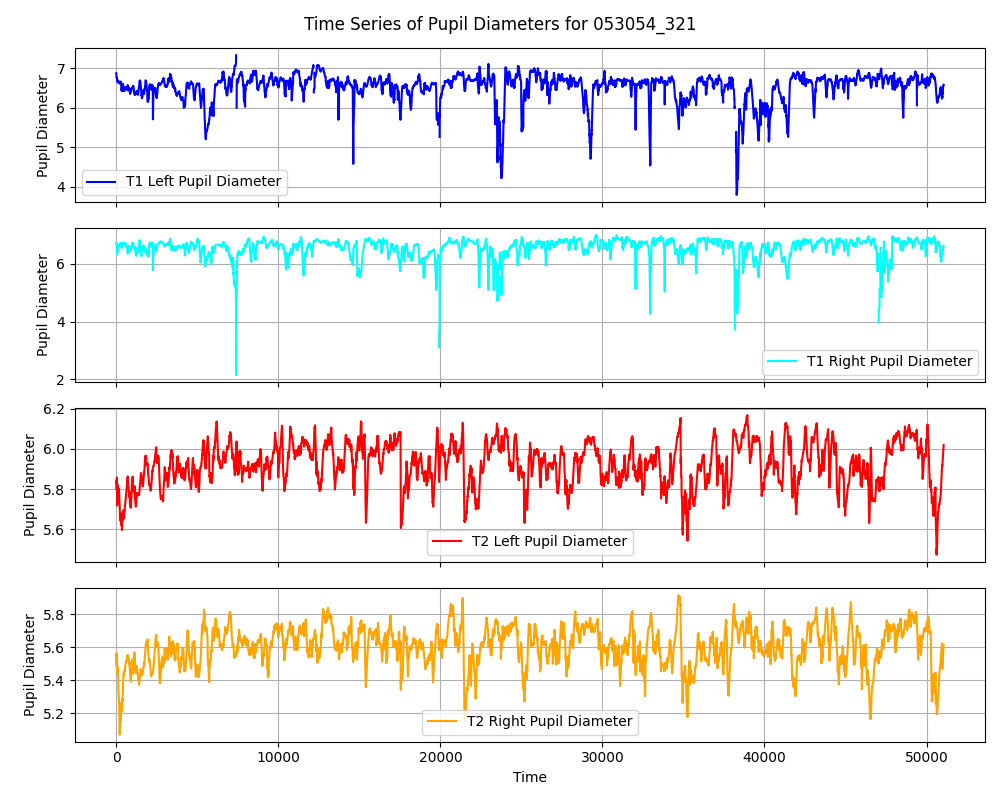 Time Series of Pupil Diameters for 053054_321
Pupil Diameter
7
6
5
4
T1 Left Pupil Diameter
Pupil Diameter
6
4
2
T1 Right Pupil Diameter
Pupil Diameter
6.2
6.0
5.8
5.6
T2 Left Pupil Diameter
Pupil Diameter
5.8
5.6
5.4
5.2
T2 Right Pupil Diameter
0 10000 20000 30000 40000 50000
Time